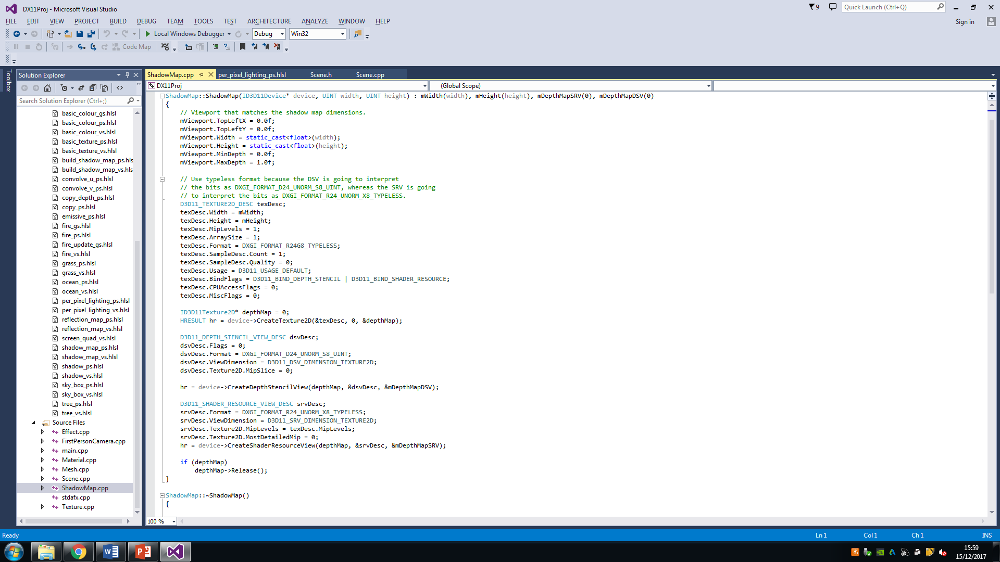 DX11Proj - Microsoft Visual Studio
9
Quick Launch (Ctrl+Q)
FILE EDIT VIEW PROJECT BUILD DEBUG TEAM TOOLS TEST ARCHITECTURE ANALYZE WINDOW HELP
Sign in
Local Windows Debugger
Debug
Win32
Code Map
Toolbox
Solution Explorer
Search Solution Explorer (Ctrl+;)
basic_colour_gs.hlsl
basic_colour_ps.hlsl
basic_colour_vs.hlsl
basic_texture_ps.hlsl
basic_texture_vs.hlsl
build_shadow_map_ps.hls
build_shadow_map_vs.hls
convolve_u_ps.hlsl
convolve_v_ps.hlsl
copy_depth_ps.hlsl
copy_ps.hlsl
emissive_ps.hlsl
fire_gs.hlsl
fire_ps.hlsl
fire_update_gs.hlsl
fire_vs.hlsl
grass_ps.hlsl
grass_vs.hlsl
ocean_ps.hlsl
ocean_vs.hlsl
per_pixel_lighting_ps.hlsl
per_pixel_lighting_vs.hlsl
reflection_map_ps.hlsl
reflection_map_vs.hlsl
screen_quad_vs.hlsl
shadow_map_ps.hlsl
shadow_map_vs.hlsl
shadow_ps.hlsl
shadow_vs.hlsl
sky_box_ps.hlsl
sky_box_vs.hlsl
tree_ps.hlsl
tree_vs.hlsl
Source Files
Effect.cpp
FirstPersonCamera.cpp
main.cpp
Material.cpp
Mesh.cpp
Scene.cpp
ShadowMap.cpp
stdafx.cpp
Texture.cpp
ShadowMap.cpp per_pixel_lighting_ps.hlsl Scene.h Scene.cpp
DX11Proj
(Global Scope)
ShadowMap::ShadowMap(ID3D11Device* device, UINT width, UINT height) : mWidth(width), mHeight(height), mDepthMapSRV(0), mDepthMapDSV(0)
{
// Viewport that matches the shadow map dimensions.
mViewport.TopLeftX = 0.0f;
mViewport.TopLeftY = 0.0f;
mViewport.Width = static_cast<float>(width);
mViewport.Height = static_cast<float>(height);
mViewport.MinDepth = 0.0f;
mViewport.MaxDepth = 1.0f;
// Use typeless format because the DSV is going to interpret
// the bits as DXGI_FORMAT_D24_UNORM_S8_UINT, whereas the SRV is going
// to interpret the bits as DXGI_FORMAT_R24_UNORM_X8_TYPELESS.
D3D11_TEXTURE2D_DESC texDesc;
texDesc.Width = mWidth;
texDesc.Height = mHeight;
texDesc.MipLevels = 1;
texDesc.ArraySize = 1;
texDesc.Format = DXGI_FORMAT_R24G8_TYPELESS;
texDesc.SampleDesc.Count = 1;
texDesc.SampleDesc.Quality = 0;
texDesc.Usage = D3D11_USAGE_DEFAULT;
texDesc.BindFlags = D3D11_BIND_DEPTH_STENCIL | D3D11_BIND_SHADER_RESOURCE;
texDesc.CPUAccessFlags = 0;
texDesc.MiscFlags = 0;
ID3D11Texture2D* depthMap = 0;
HRESULT hr = device->CreateTexture2D(&texDesc, 0, &depthMap);
D3D11_DEPTH_STENCIL_VIEW_DESC dsvDesc;
dsvDesc.Flags = 0;
dsvDesc.Format = DXGI_FORMAT_D24_UNORM_S8_UINT;
dsvDesc.ViewDimension = D3D11_DSV_DIMENSION_TEXTURE2D;
dsvDesc.Texture2D.MipSlice = 0;
hr = device->CreateDepthStencilView(depthMap, &dsvDesc, &mDepthMapDSV);
D3D11_SHADER_RESOURCE_VIEW_DESC srvDesc;
srvDesc.Format = DXGI_FORMAT_R24_UNORM_X8_TYPELESS;
srvDesc.ViewDimension = D3D11_SRV_DIMENSION_TEXTURE2D;
srvDesc.Texture2D.MipLevels = texDesc.MipLevels;
srvDesc.Texture2D.MostDetailedMip = 0;
hr = device->CreateShaderResourceView(depthMap, &srvDesc, &mDepthMapSRV);
if (depthMap)
depthMap->Release();
}
ShadowMap::~ShadowMap()
{
100 %
Ready
Ln 1 Col 1 Ch 1 INS
15:59
15/12/2017